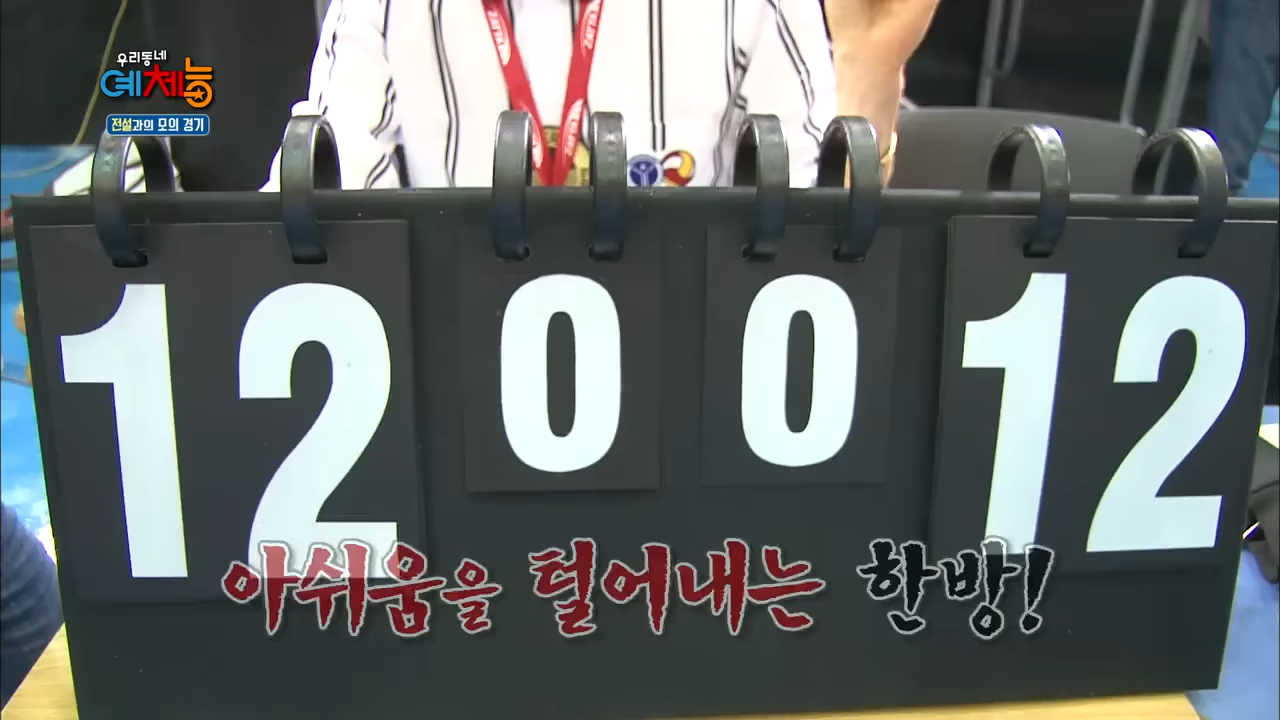 우리동네
예체능
전설과의 모의 경기
12 0 0 12
아쉬움을 털어내는 한방!